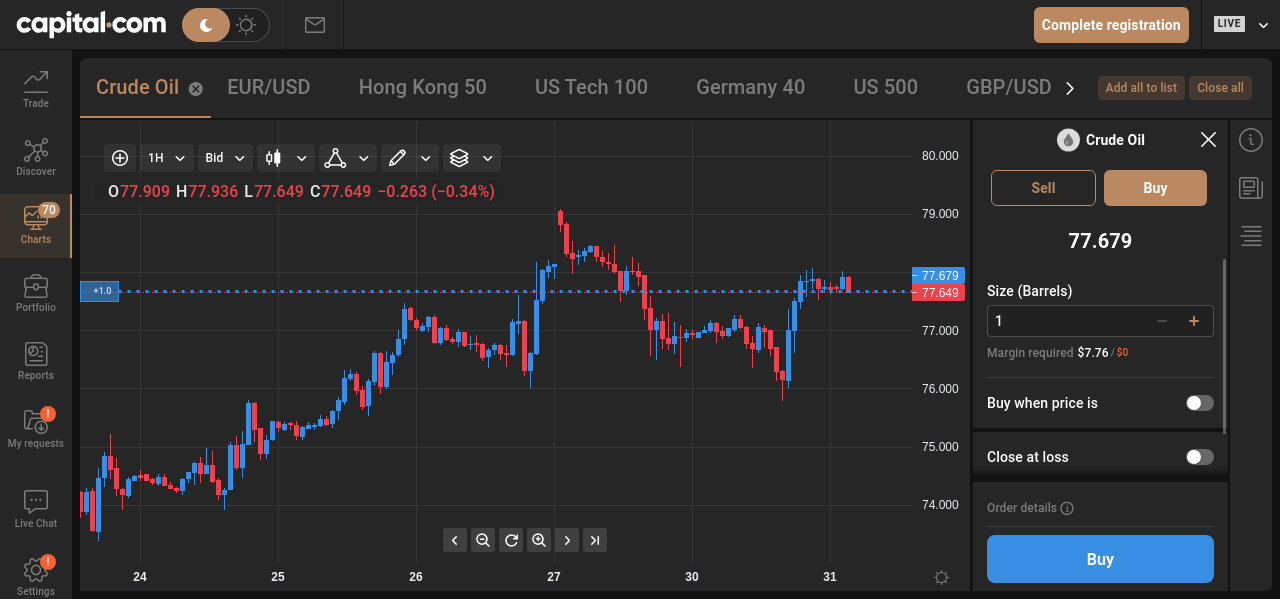 capital.com
Complete registration
LIVE
Trade
Discover
70
Charts
Portfolio
Reports
!
My requests
Live Chat
!
Settings
Crude Oil EUR/USD Hong Kong 50 US Tech 100 Germany 40 US 500 GBP/USD
Add all to list Close all
1H Bid
O77.909 H77.936 L77.649 C77.649 −0.263 (−0.34%)
+1.0
80.000
79.000
77.679
77.649
77.000
76.000
75.000
74.000
24 25 26 27 30 31
Crude Oil
Sell Buy
77.679
Size (Barrels)
1 − +
Margin required $7.76 / $0
Buy when price is
Close at loss
Order details
Buy